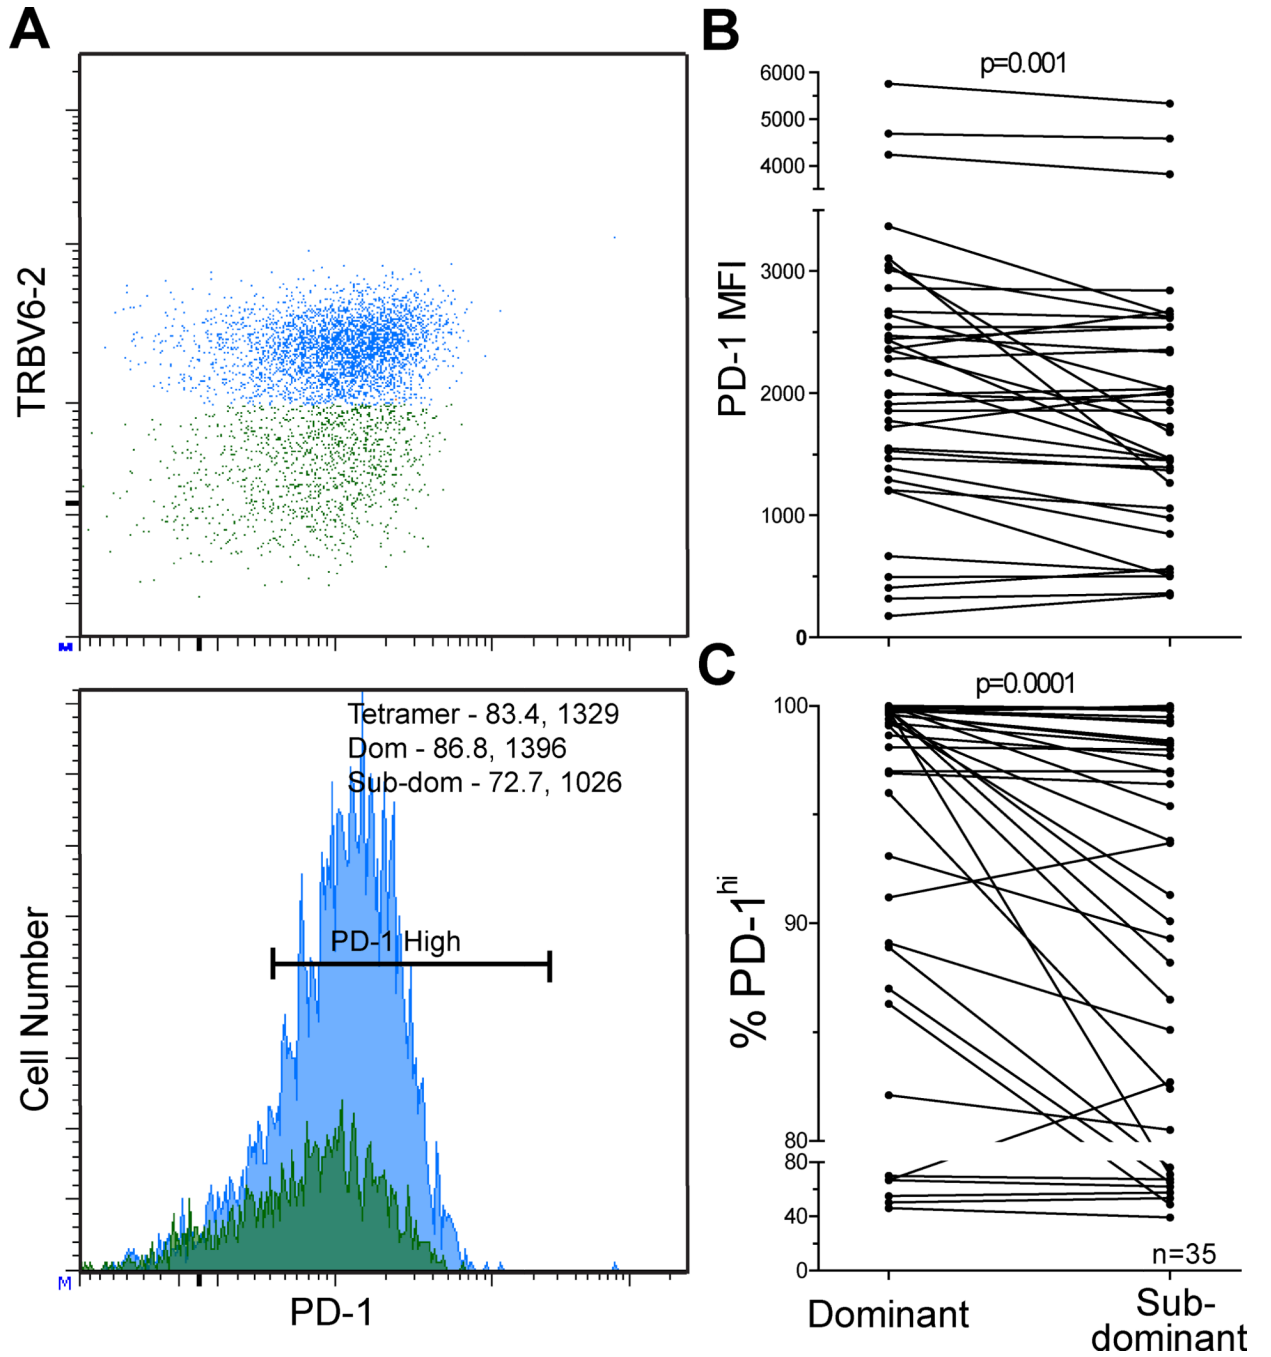 A
TRBV6-2
M
Tetramer - 83.4, 1329
Dom - 86.8, 1396
Sub-dom - 72.7, 1026
PD-1 High
Cell Number
M
PD-1
B
p=0.001
6000
5000
4000
3000
2000
1000
0
PD-1 MFI
C
p=0.0001
100
90
80
80
40
0
% PD-1hi
n=35
Dominant
Sub-
dominant